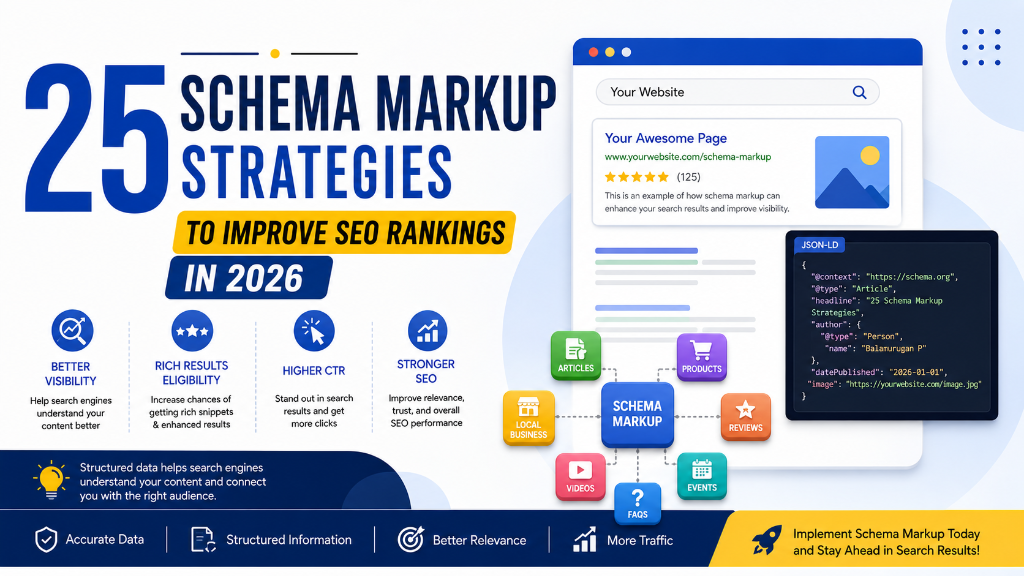 25
SCHEMA MARKUP
STRATEGIES
TO IMPROVE SEO RANKINGS
IN 2026
BETTER
VISIBILITY
Help search engines
understand your
content better
RICH RESULTS
ELIGIBILITY
Increase chances of
getting rich snippets
& enhanced results
HIGHER CTR
Stand out in search
results and get
more clicks
STRONGER
SEO
Improve relevance,
trust, and overall
SEO performance
Structured data helps search engines
understand your content and connect
you with the right audience.
Your Website
Your Awesome Page
www.yourwebsite.com/schema-markup
(125)
This is an example of how schema markup can
enhance your search results and improve visibility.
JSON-LD
{
"@context": "https://schema.org",
"@type": "Article",
"headline": "25 Schema Markup
Strategies",
"author": {
"@type": "Person",
"name": "Balamurugan P"
},
"datePublished": "2026-01-01",
"image": "https://yourwebsite.com/image.jpg"
}
ARTICLES
PRODUCTS
LOCAL
BUSINESS
SCHEMA
MARKUP
REVIEWS
VIDEOS
?
FAQS
EVENTS
Accurate Data
Structured Information
Better Relevance
More Traffic
Implement Schema Markup Today
and Stay Ahead in Search Results!